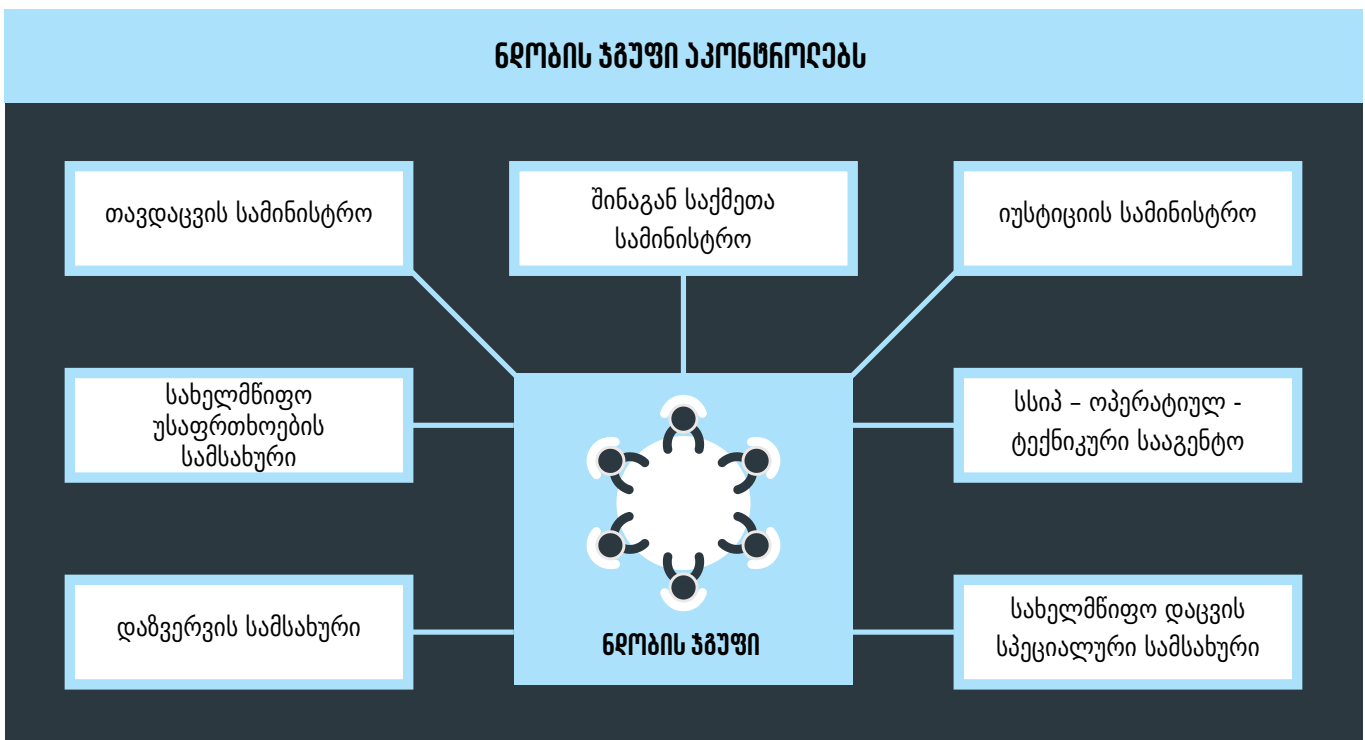 ნდობის ჯგუფი აკონტროლებს
თავდაცვის სამინისტრო
შინაგან საქმეთა
სამინისტრო
იუსტიციის სამინისტრო
სახელმწიფო
უსაფრთხოების
სამსახური
სსიპ – ოპერატიულ -
ტექნიკური სააგენტო
დაზვერვის სამსახური
ნდობის ჯგუფი
სახელმწიფო დაცვის
სპეციალური სამსახური